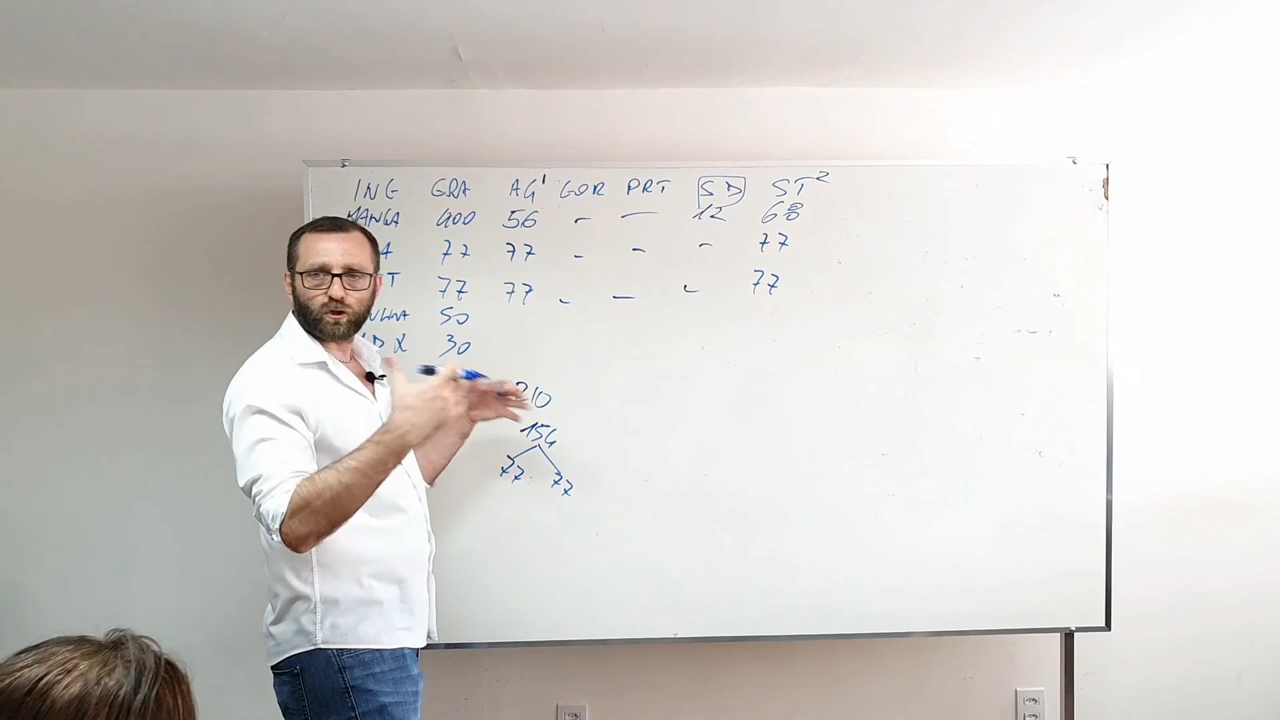 ING GRA AG¹ GOR PRT SD ST²
MANGA 400 56 - - 12 68
77 77 - - - 77
77 77 - - - 77
50
30
210
154
77 77